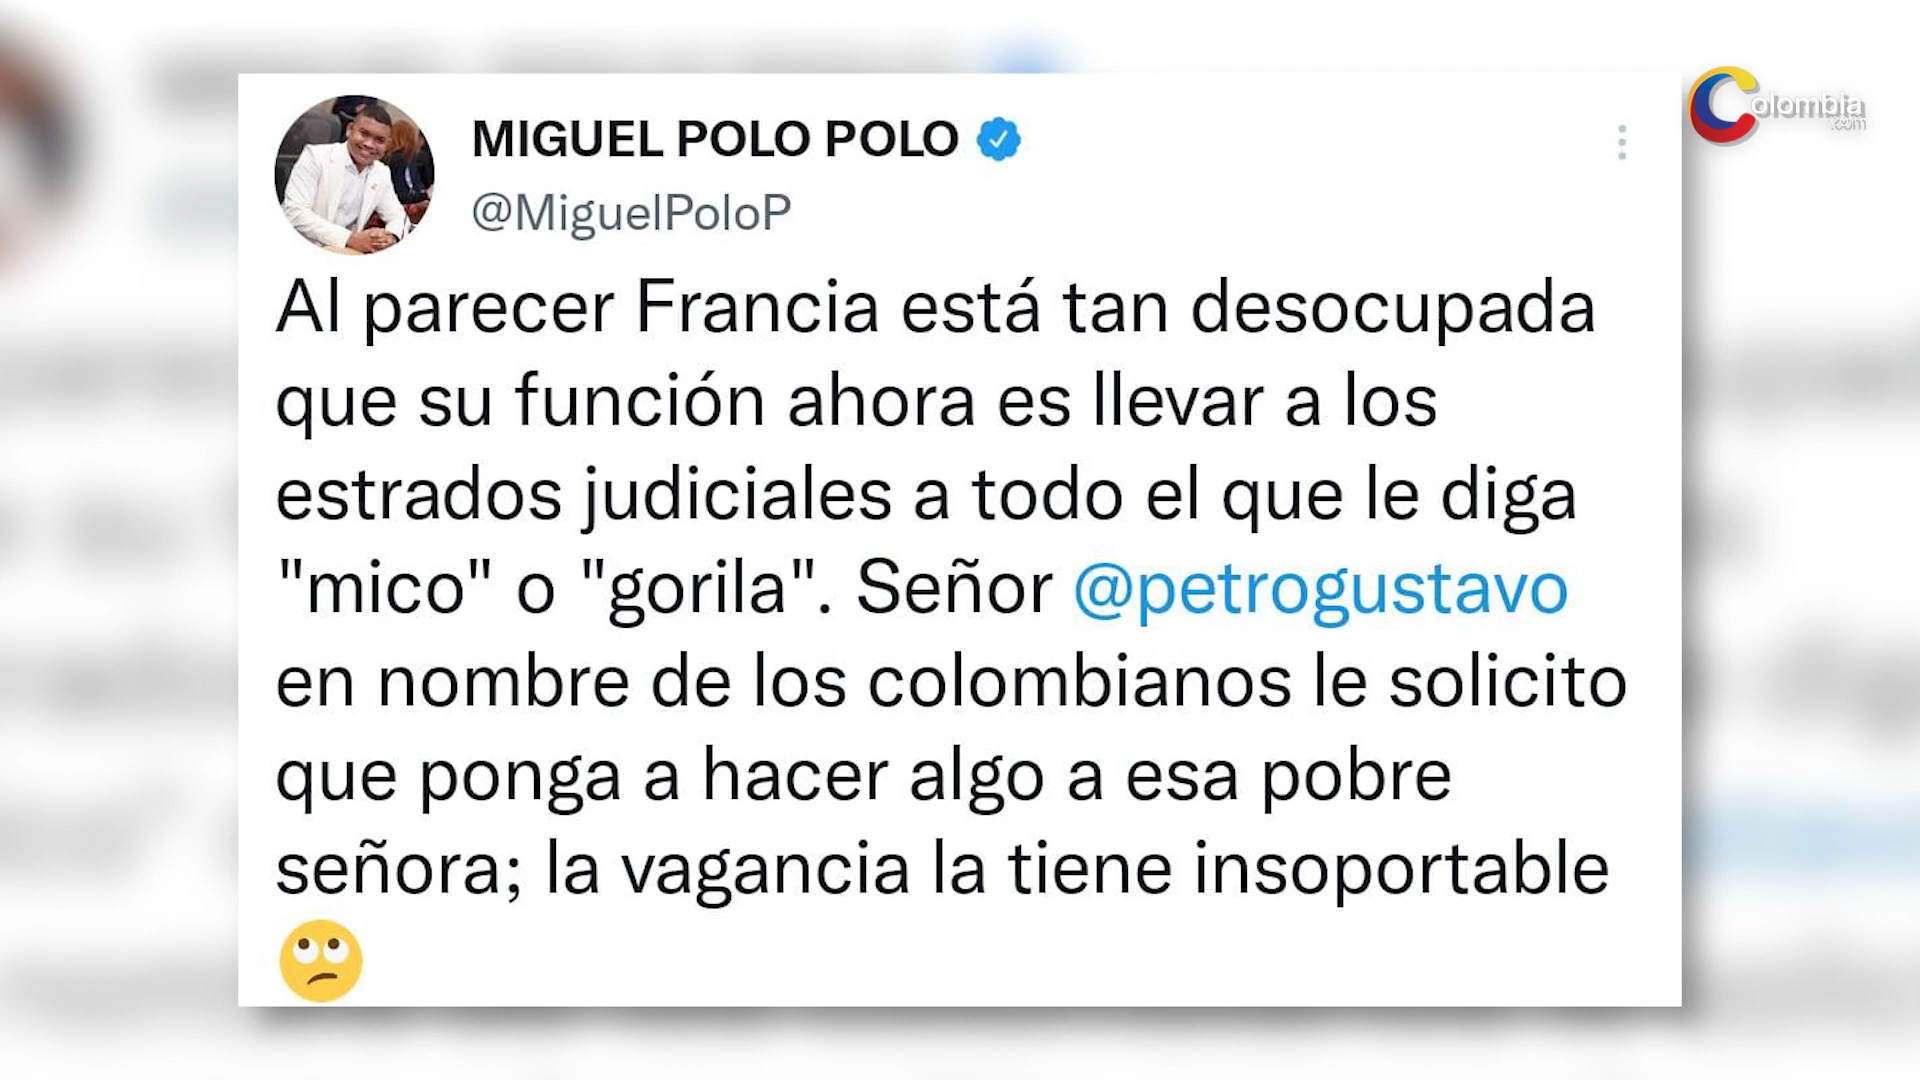 MIGUEL POLO POLO
@MiguelPoloP
Colombia
.com
Al parecer Francia está tan desocupada
que su función ahora es llevar a los
estrados judiciales a todo el que le diga
"mico" o "gorila". Señor @petrogustavo
en nombre de los colombianos le solicito
que ponga a hacer algo a esa pobre
señora; la vagancia la tiene insoportable